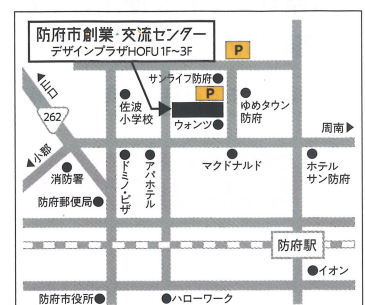 防府市創業・交流センター
デザインプラザHOFU 1F~3F
P
サンライフ防府
P
山口
262
佐波
小学校
ウォンツ
ゆめタウン
防府
周南
小郡
消防署
ドミノ・ピザ
アパホテル
マクドナルド
ホテル
サン防府
防府郵便局
防府駅
イオン
防府市役所
ハローワーク